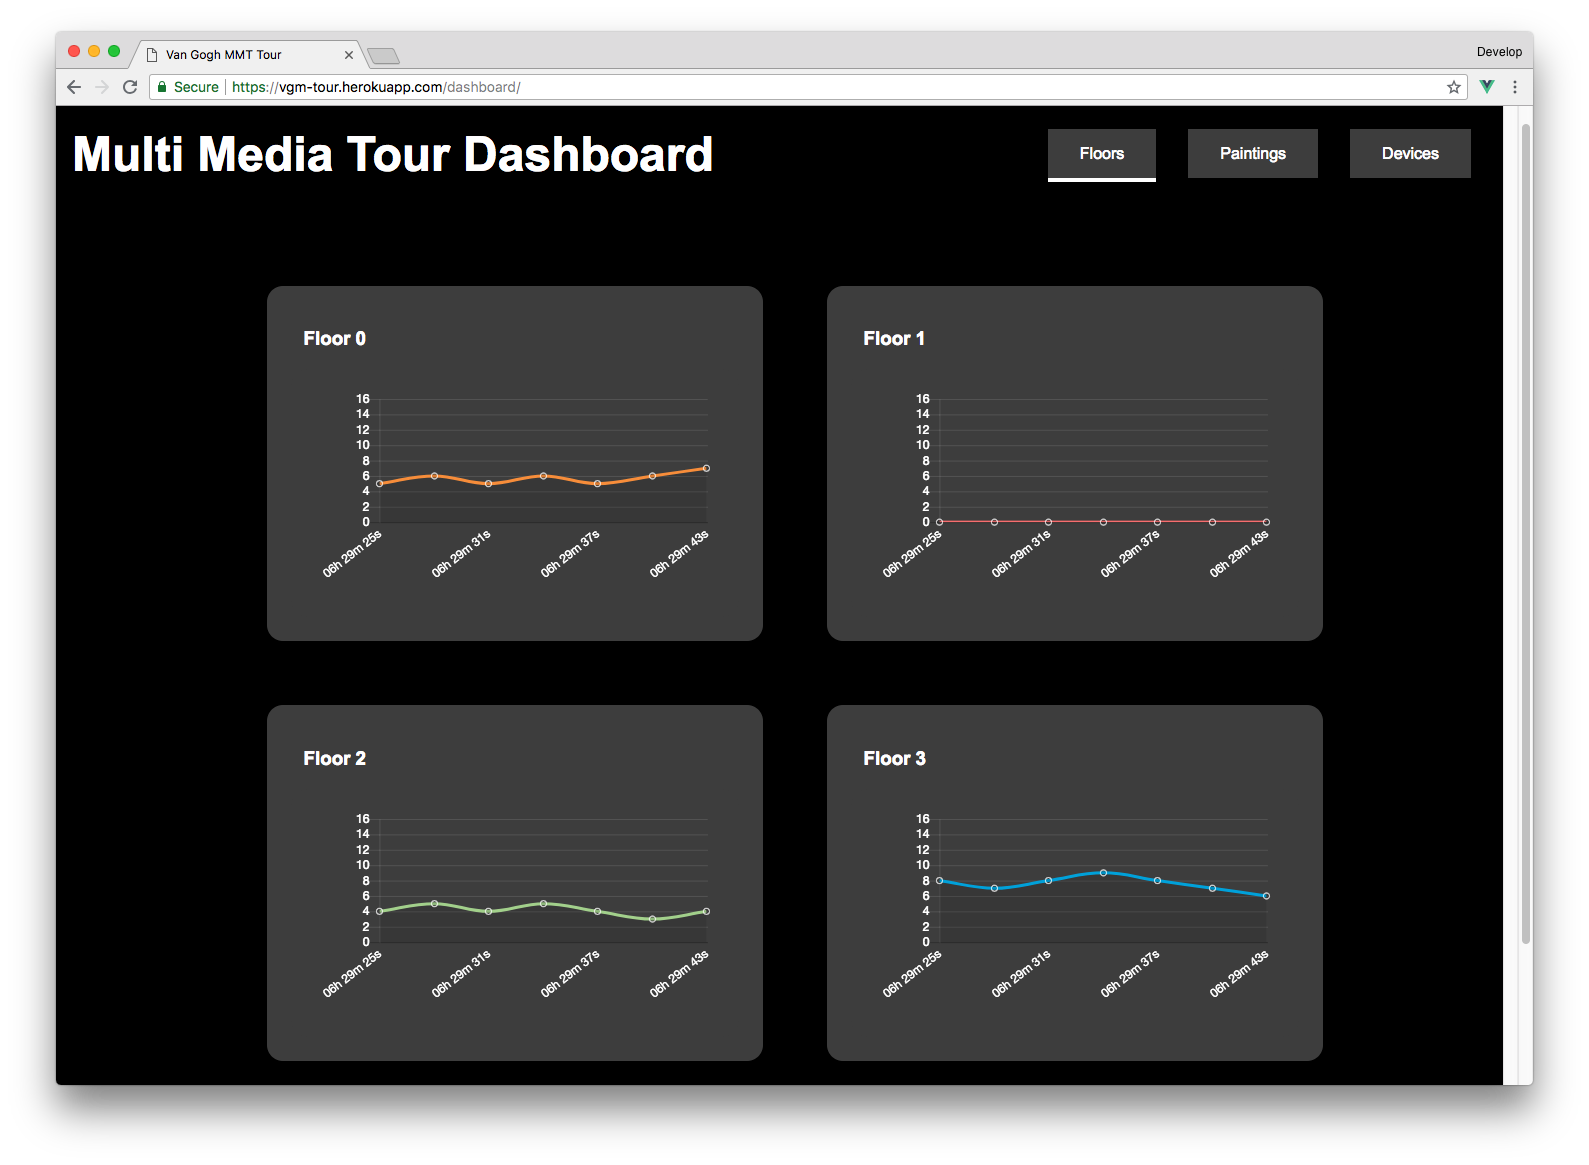 Van Gogh MMT Tour
Develop
Secure
https://vgm-tour.herokuapp.com/dashboard/
Multi Media Tour Dashboard
Floors
Paintings
Devices
Floor 0
16
14
12
10
8
6
4
2
0
06h 29m 25s
06h 29m 31s
06h 29m 37s
06h 29m 43s
Floor 1
16
14
12
10
8
6
4
2
0
06h 29m 25s
06h 29m 31s
06h 29m 37s
06h 29m 43s
Floor 2
16
14
12
10
8
6
4
2
0
06h 29m 25s
06h 29m 31s
06h 29m 37s
06h 29m 43s
Floor 3
16
14
12
10
8
6
4
2
0
06h 29m 25s
06h 29m 31s
06h 29m 37s
06h 29m 43s